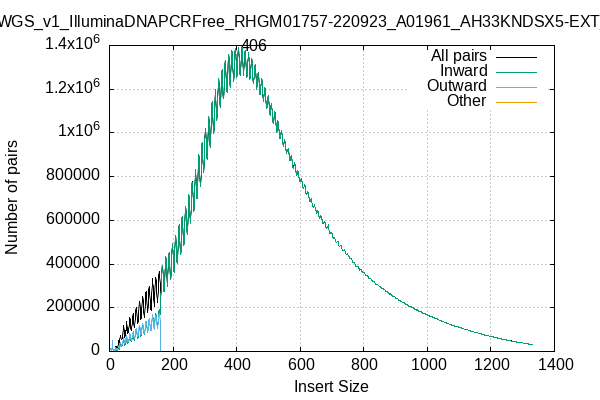 WGS_v1_IlluminaDNAPCRFree_RHGM01757-220923_A01961_AH33KNDSX5-EXT
1.4x10^6
406
All pairs
Inward
Outward
Other
1.2x10^6
1x10^6
800000
600000
400000
200000
0
Number of pairs
0 200 400 600 800 1000 1200 1400
Insert Size